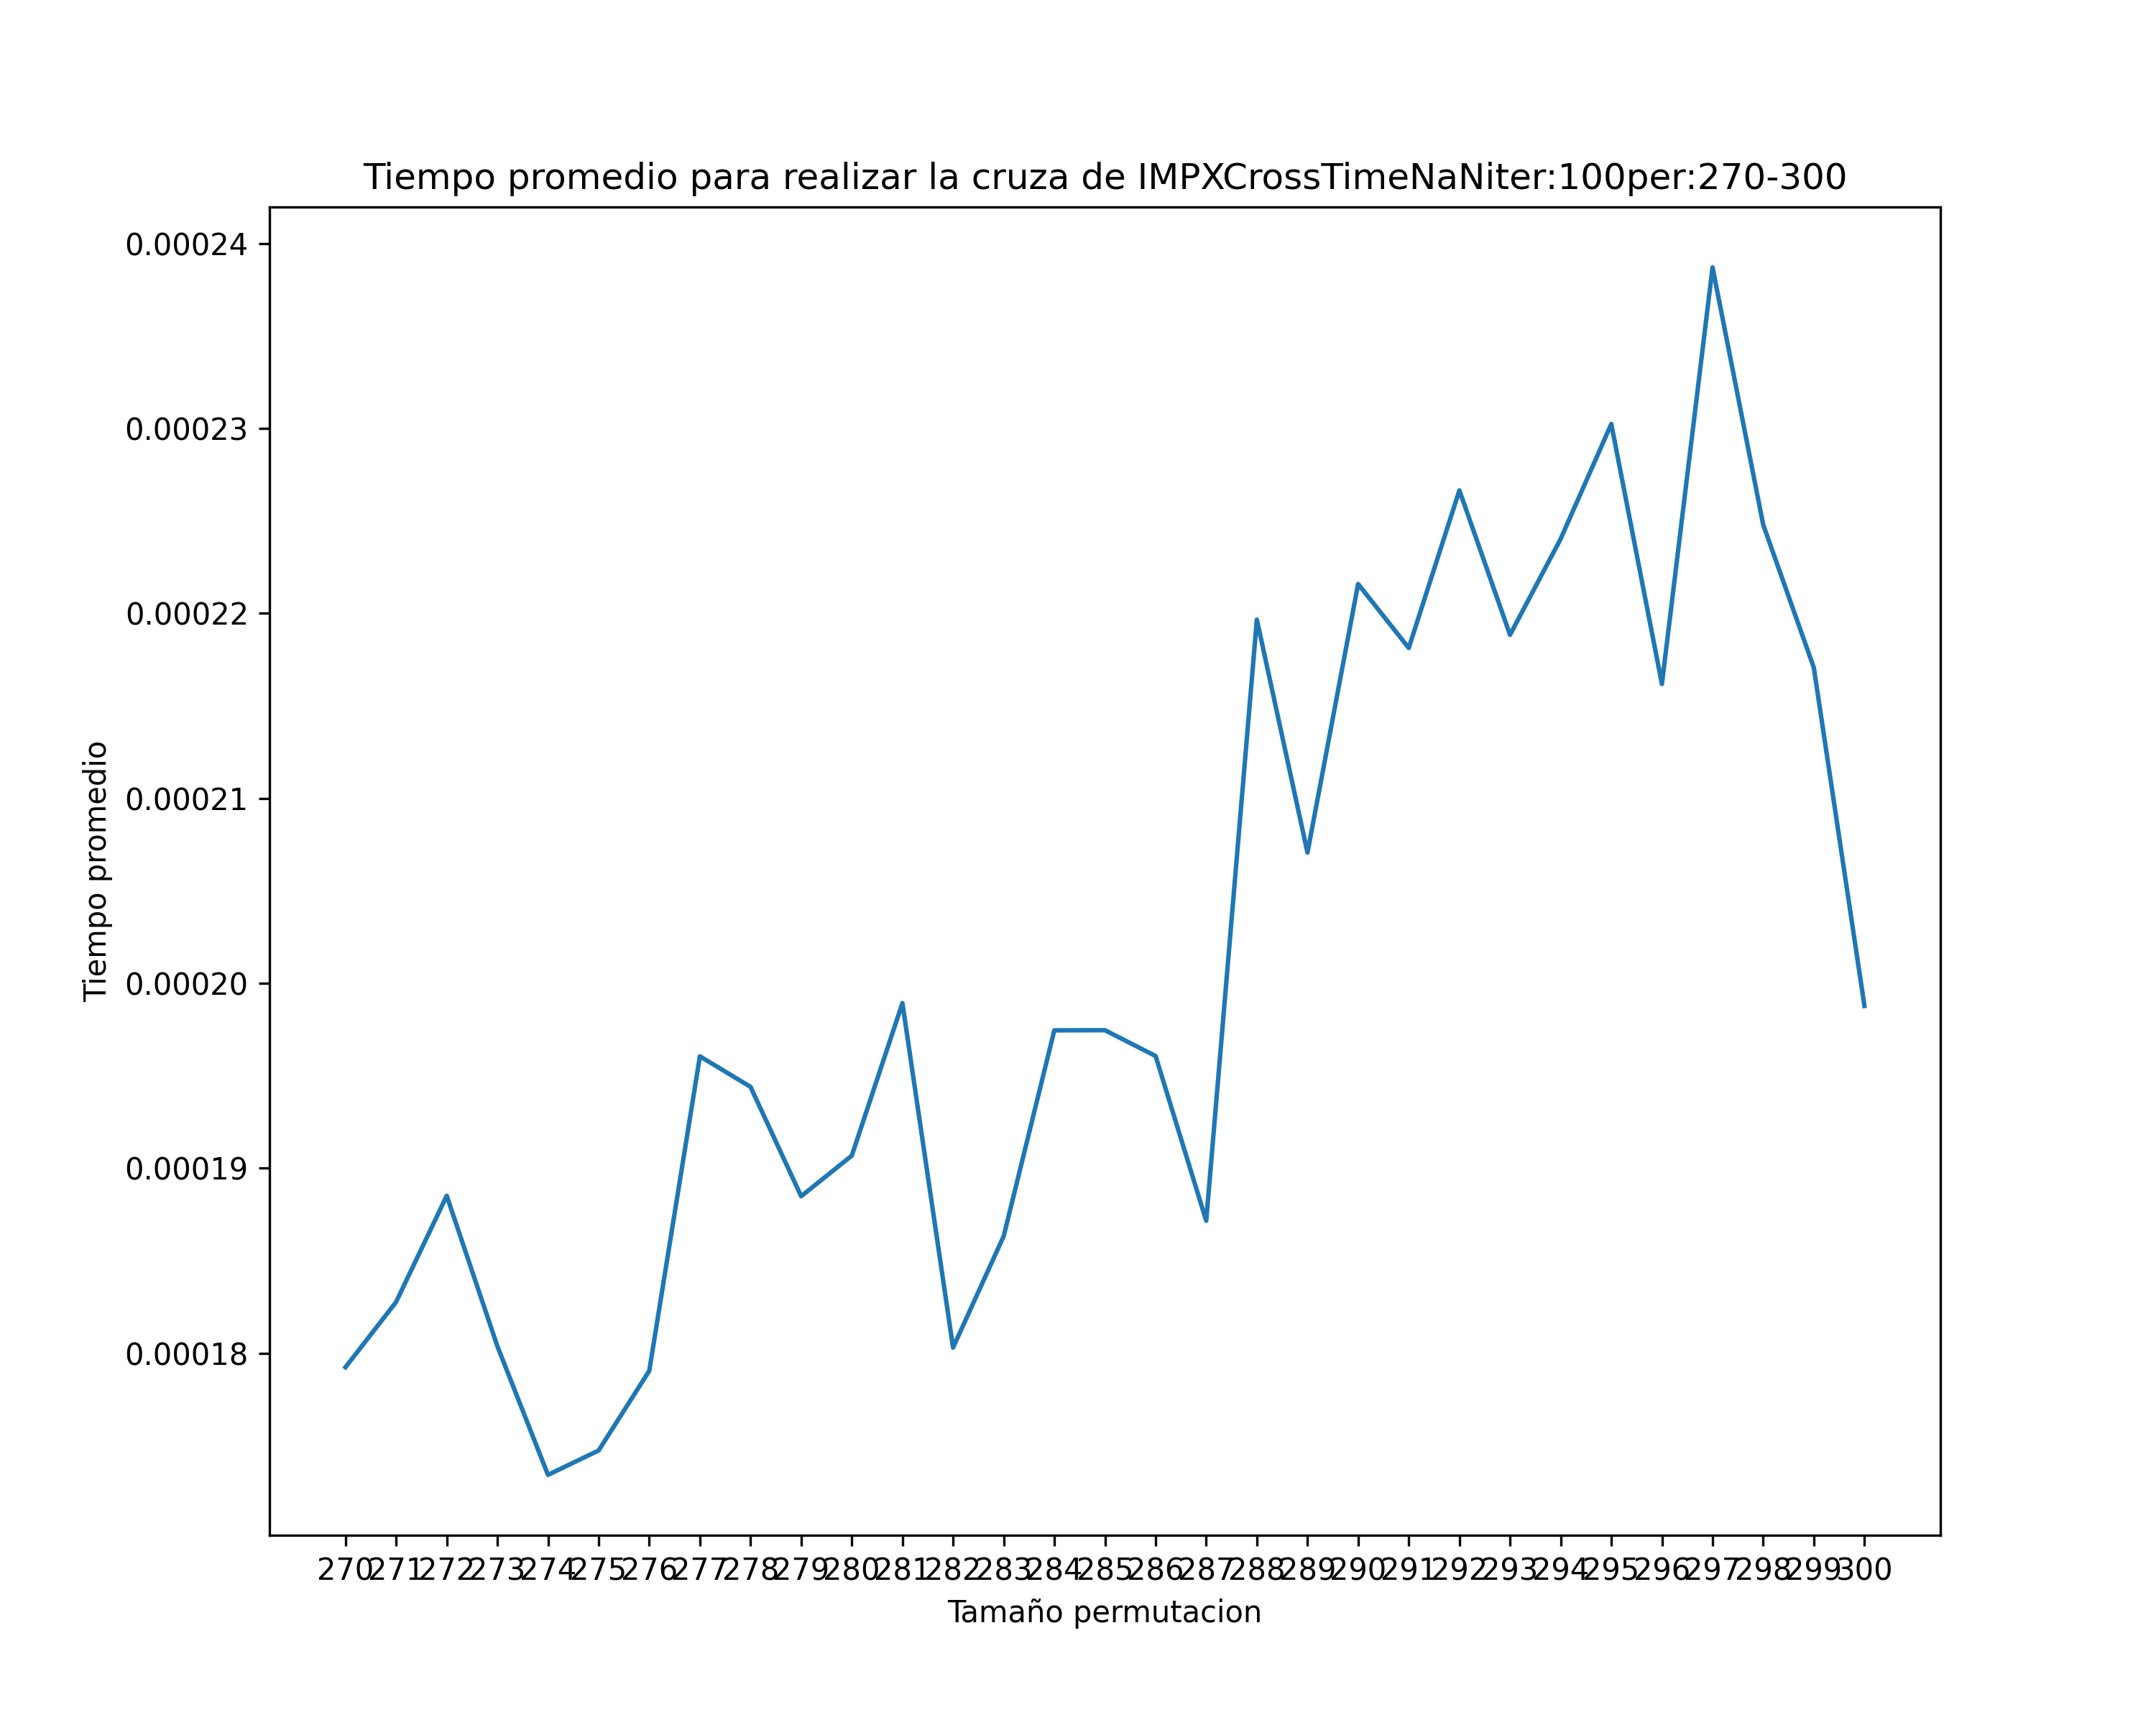 Tiempo promedio para realizar la cruza de IMPXCrossTimeNaNiter:100per:270-300
0.00024
0.00023
0.00022
0.00021
0.00020
0.00019
0.00018
Tiempo promedio
270 271 272 273 274 275 276 277 278 279 280 281 282 283 284 285 286 287 288 289 290 291 292 293 294 295 296 297 298 299 300
Tamaño permutacion